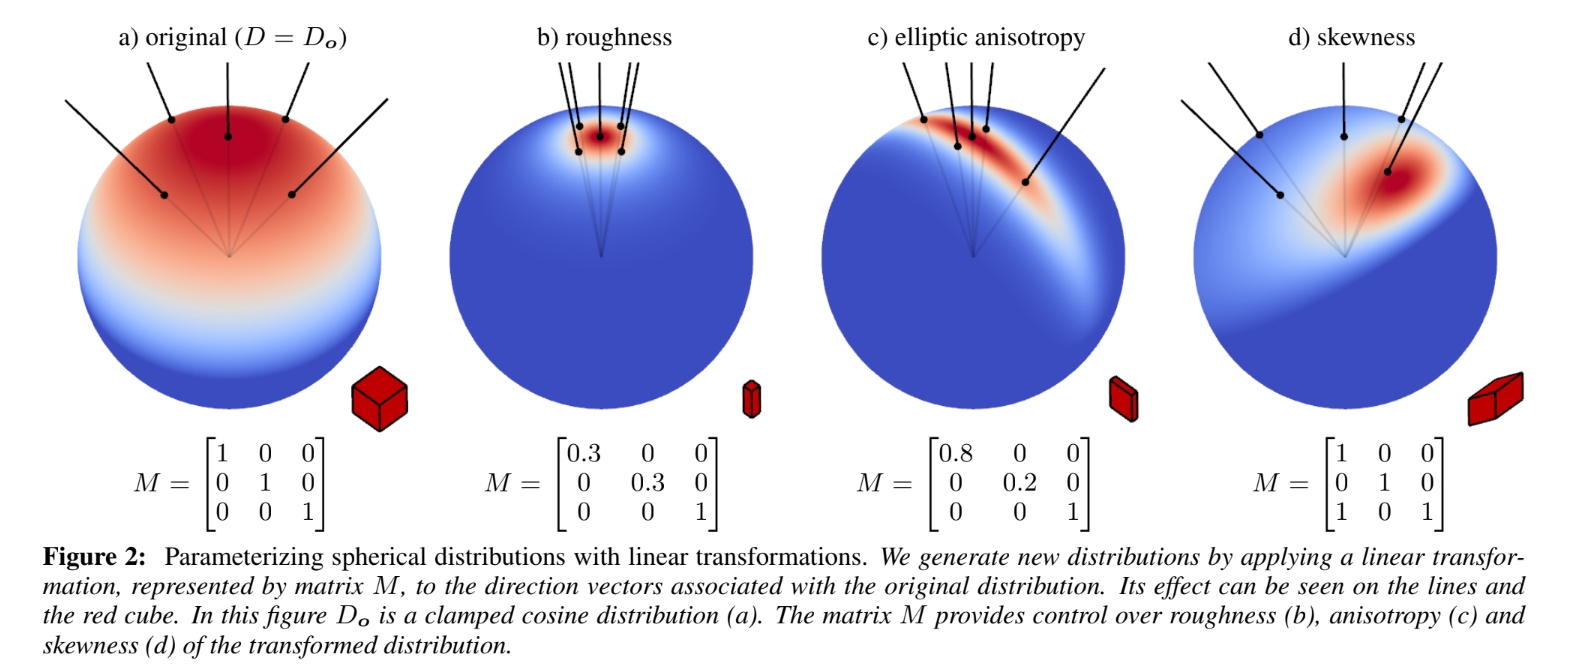 a) original (D = Dₒ) b) roughness c) elliptic anisotropy d) skewness
M = [1 0 0 0 1 0 0 0 1] M = [0.3 0 0 0 0.3 0 0 0 1] M = [0.8 0 0 0 0.2 0 0 0 1] M = [1 0 0 0 1 0 1 0 1]
Figure 2: Parameterizing spherical distributions with linear transformations. We generate new distributions by applying a linear transfor-
mation, represented by matrix M, to the direction vectors associated with the original distribution. Its effect can be seen on the lines and
the red cube. In this figure Dₒ is a clamped cosine distribution (a). The matrix M provides control over roughness (b), anisotropy (c) and
skewness (d) of the transformed distribution.